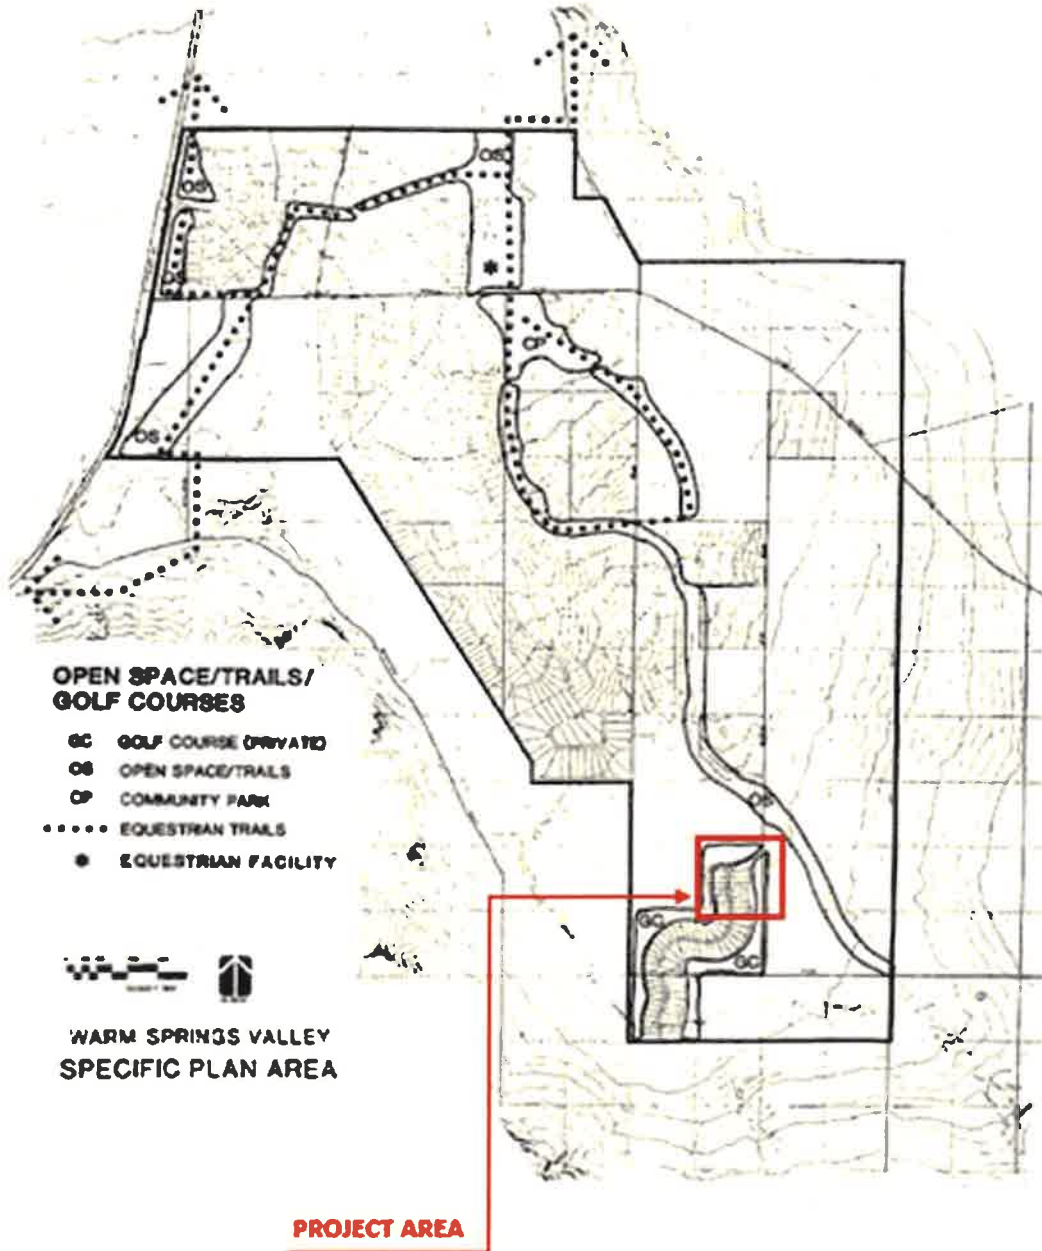 OS
OS
OS
CP
OS
OPEN SPACE/TRAILS/
GOLF COURSES
GC GOLF COURSE (PRIVATE)
OS OPEN SPACE/TRAILS
CP COMMUNITY PARK
EQUESTRIAN TRAILS
EQUESTRIAN FACILITY
OS
GC
GC
WARM SPRINGS VALLEY
SPECIFIC PLAN AREA
PROJECT AREA